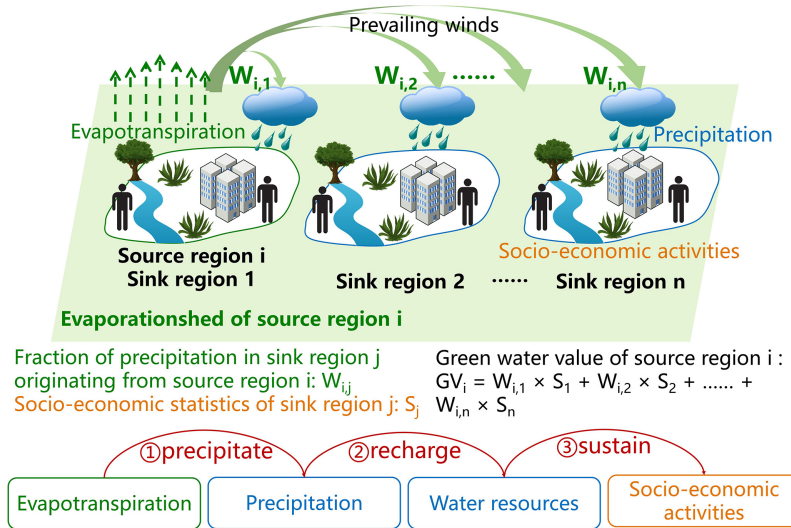 Prevailing winds
W_{i,1}
W_{i,2}
......
W_{i,n}
Evapotranspiration
Precipitation
Socio-economic activities
Source region i
Sink region 1
Sink region 2
......
Sink region n
Evaporationshed of source region i
Fraction of precipitation in sink region j
originating from source region i: W_{i,j}
Socio-economic statistics of sink region j: S_j
Green water value of source region i :
GV_i = W_{i,1} × S_1 + W_{i,2} × S_2 + ...... +
W_{i,n} × S_n
①precipitate
②recharge
③sustain
Evapotranspiration
Precipitation
Water resources
Socio-economic
activities